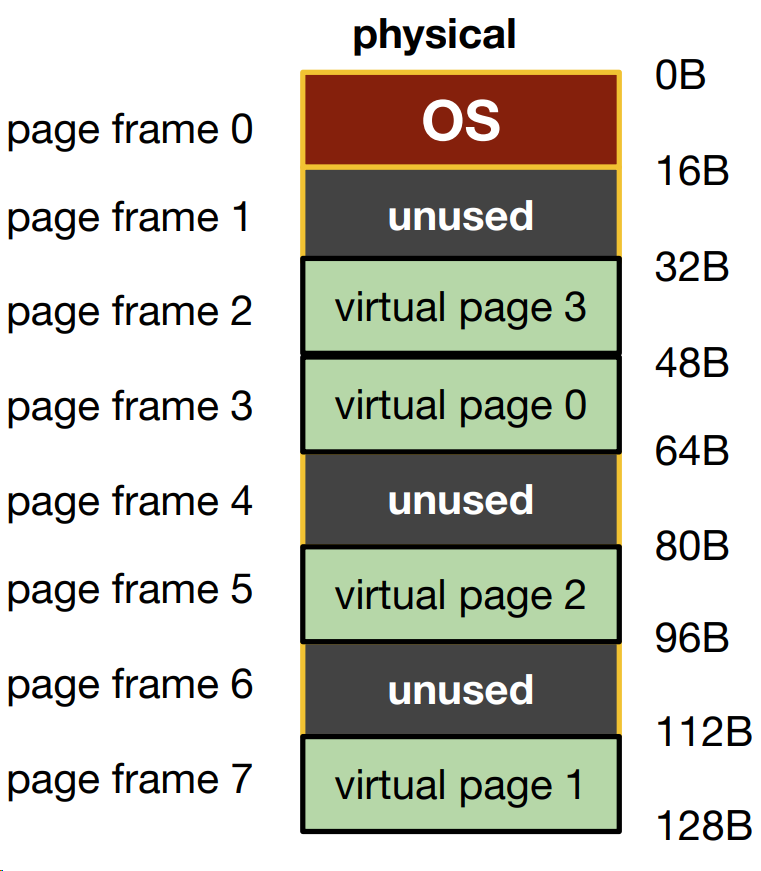 physical
0B
page frame 0
OS
16B
page frame 1
unused
32B
page frame 2
virtual page 3
48B
page frame 3
virtual page 0
64B
page frame 4
unused
80B
page frame 5
virtual page 2
96B
page frame 6
unused
112B
page frame 7
virtual page 1
128B